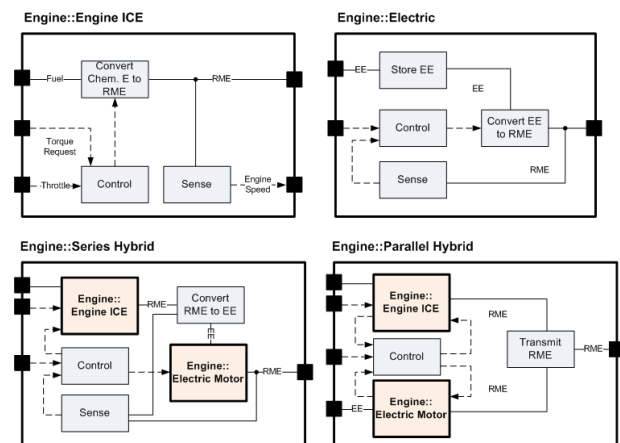 Engine::Engine ICE
Convert
Chem. E to
RME
Fuel
RME
Torque
Request
Throttle
Control
Sense
Engine
Speed
Engine::Electric
EE
Store EE
EE
Control
Convert EE
to RME
Sense
RME
Engine::Series Hybrid
Engine::
Engine ICE
RME
Convert
RME to EE
EE
Control
Engine::
Electric Motor
RME
Sense
Engine::Parallel Hybrid
Engine::
Engine ICE
RME
Control
Transmit
RME
RME
EE
Engine::
Electric Motor
RME